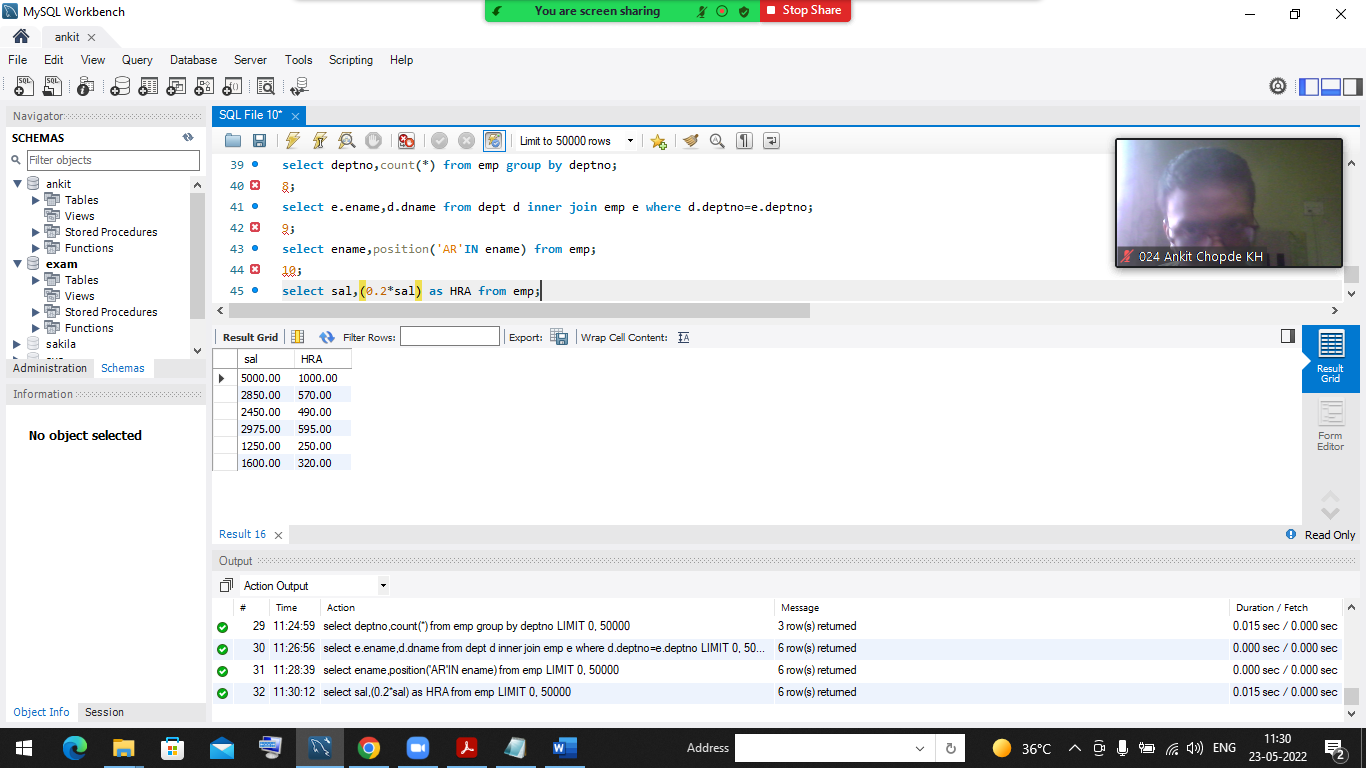 MySQL Workbench
You are screen sharing
Stop Share
ankit
File Edit View Query Database Server Tools Scripting Help
Navigator
SCHEMAS
Filter objects
ankit
Tables
Views
Stored Procedures
Functions
exam
Tables
Views
Stored Procedures
Functions
sakila
Administration Schemas
Information
No object selected
Object Info Session
SQL File 10*
Limit to 50000 rows
39 select deptno,count(*) from emp group by deptno;
40 8;
41 select e.ename,d.dname from dept d inner join emp e where d.deptno=e.deptno;
42 9;
43 select ename,position('AR'IN ename) from emp;
44 10;
45 select sal,(0.2*sal) as HRA from emp;
024 Ankit Chopde KH
Result Grid Filter Rows: Export: Wrap Cell Content:
sal HRA
5000.00 1000.00
2850.00 570.00
2450.00 490.00
2975.00 595.00
1250.00 250.00
1600.00 320.00
Result Grid
Form Editor
Result 16
Read Only
Output
Action Output
# Time Action Message Duration / Fetch
29 11:24:59 select deptno,count(*) from emp group by deptno LIMIT 0, 50000 3 row(s) returned 0.015 sec / 0.000 sec
30 11:26:56 select e.ename,d.dname from dept d inner join emp e where d.deptno=e.deptno LIMIT 0, 50... 6 row(s) returned 0.000 sec / 0.000 sec
31 11:28:39 select ename,position('AR'IN ename) from emp LIMIT 0, 50000 6 row(s) returned 0.000 sec / 0.000 sec
32 11:30:12 select sal,(0.2*sal) as HRA from emp LIMIT 0, 50000 6 row(s) returned 0.015 sec / 0.000 sec
Address
36°C
ENG
11:30
23-05-2022
2